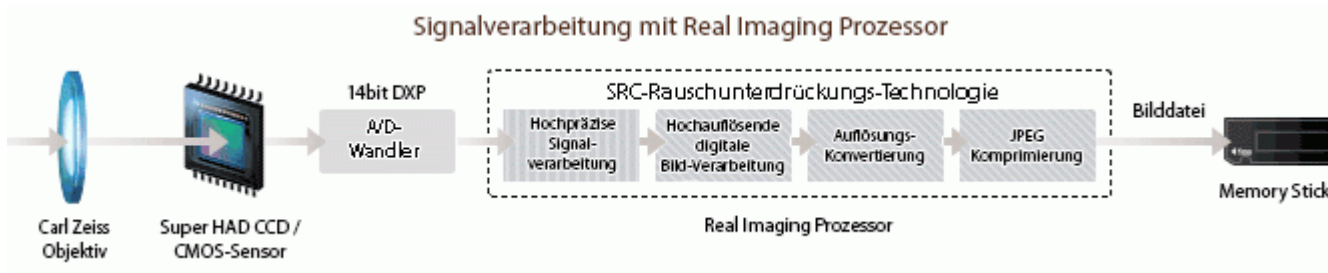 Signalverarbeitung mit Real Imaging Prozessor
14bit DXP
A/D-
Wandler
SRC-Rauschunterdrückungs-Technologie
Hochpräzise
Signal-
verarbeitung
Hochauflösende
digitale
Bild-Verarbeitung
Auflösungs-
Konvertierung
JPEG
Komprimierung
Bilddatei
Memory Stick
Carl Zeiss
Objektiv
Super HAD CCD /
CMOS-Sensor
Real Imaging Prozessor